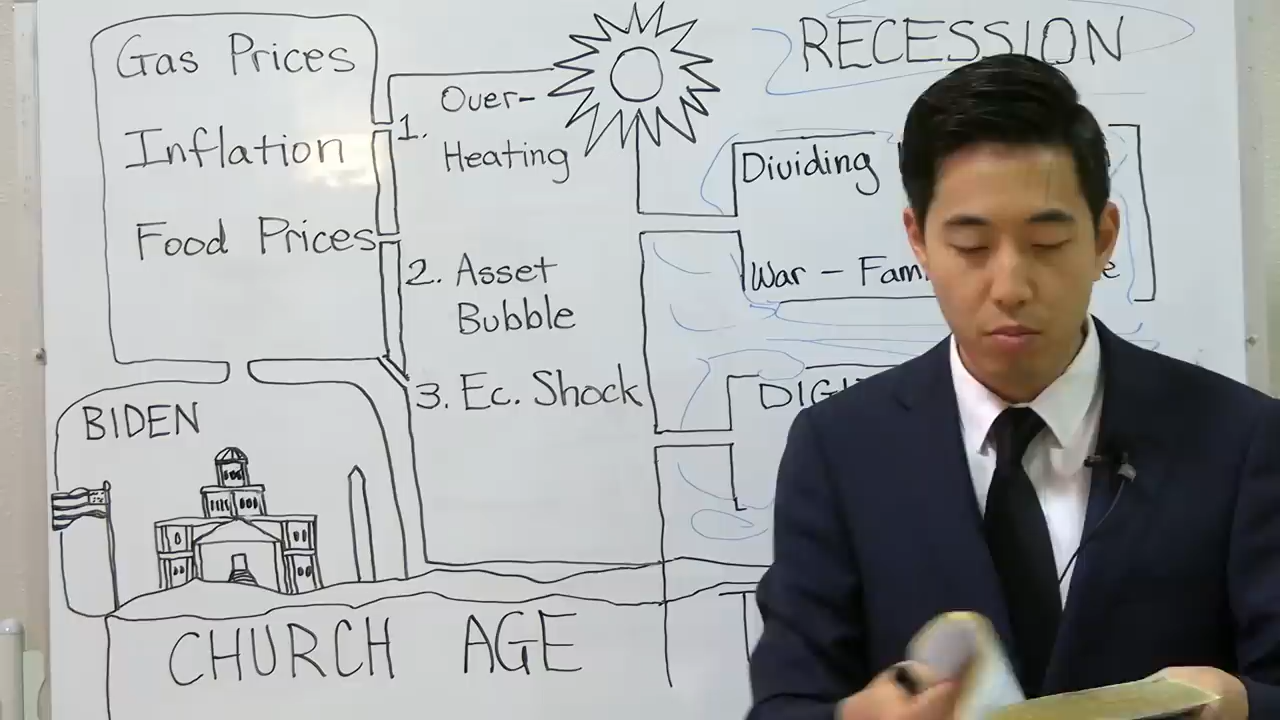 Gas Prices
Inflation
Food Prices
1. Over-
Heating
2. Asset
Bubble
3. Ec. Shock
BIDEN
CHURCH AGE
RECESSION
Dividing
War -